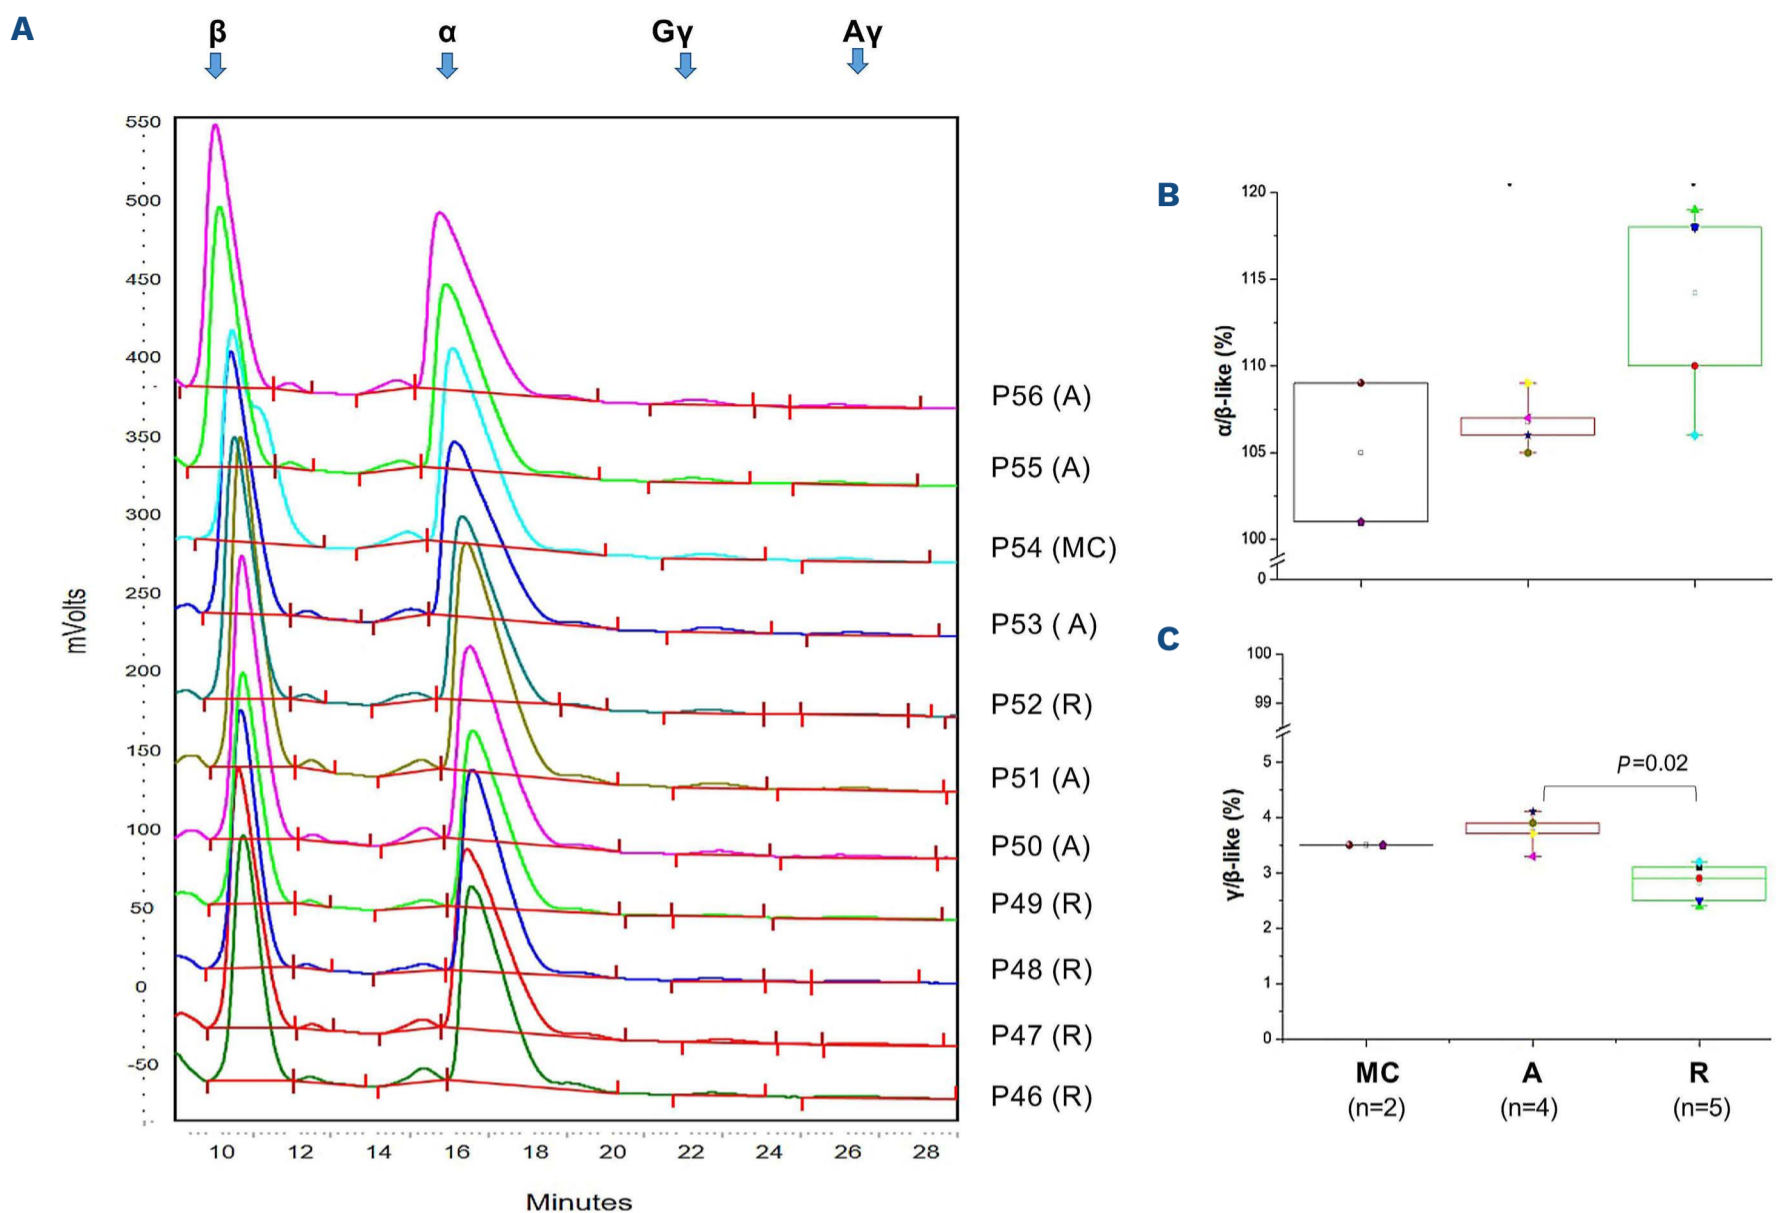 A
β α Gγ Aγ
550
500
450
400
350
300
250
200
150
100
50
0
-50
mVolts
10 12 14 16 18 20 22 24 26 28
Minutes
P56 (A)
P55 (A)
P54 (MC)
P53 ( A)
P52 (R)
P51 (A)
P50 (A)
P49 (R)
P48 (R)
P47 (R)
P46 (R)
B
α/β-like (%)
120
115
110
105
100
0
C
γ/β-like (%)
100
99
5
4
3
2
1
0
P=0.02
MC A R
(n=2) (n=4) (n=5)